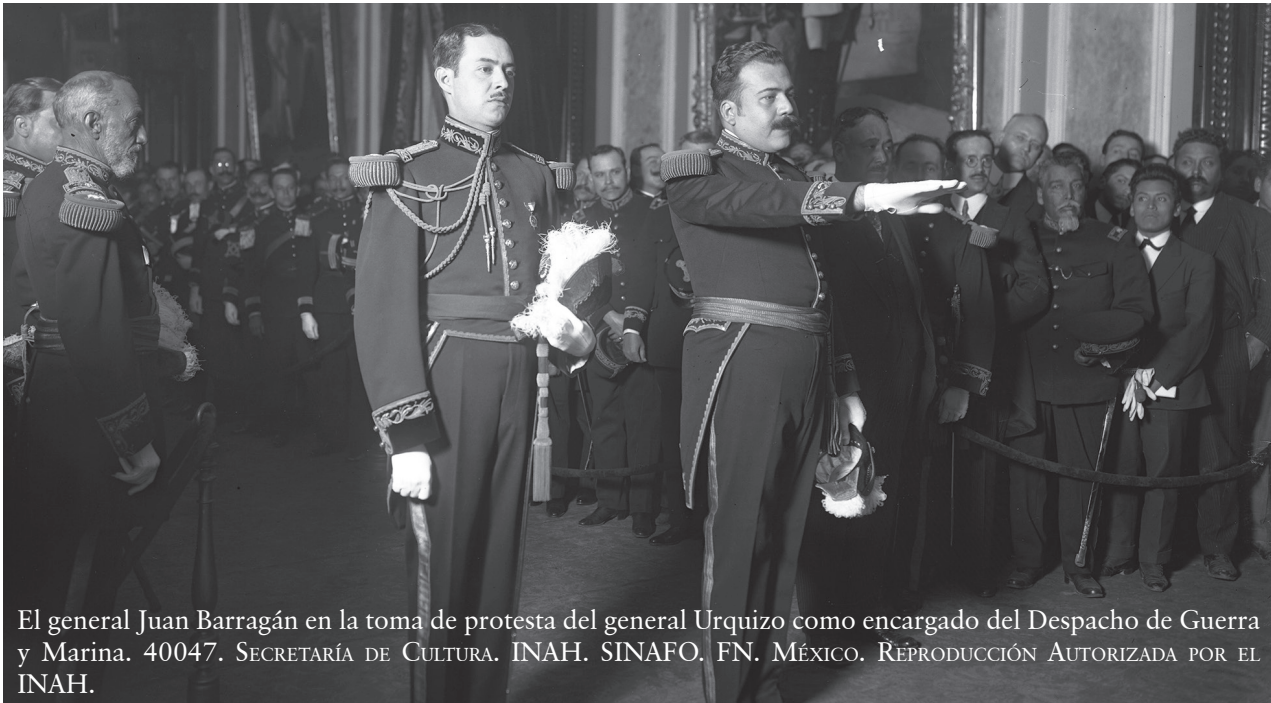 El general Juan Barragán en la toma de protesta del general Urquizo como encargado del Despacho de Guerra
y Marina. 40047. SECRETARÍA DE CULTURA. INAH. SINAFO. FN. MÉXICO. REPRODUCCIÓN AUTORIZADA POR EL
INAH.